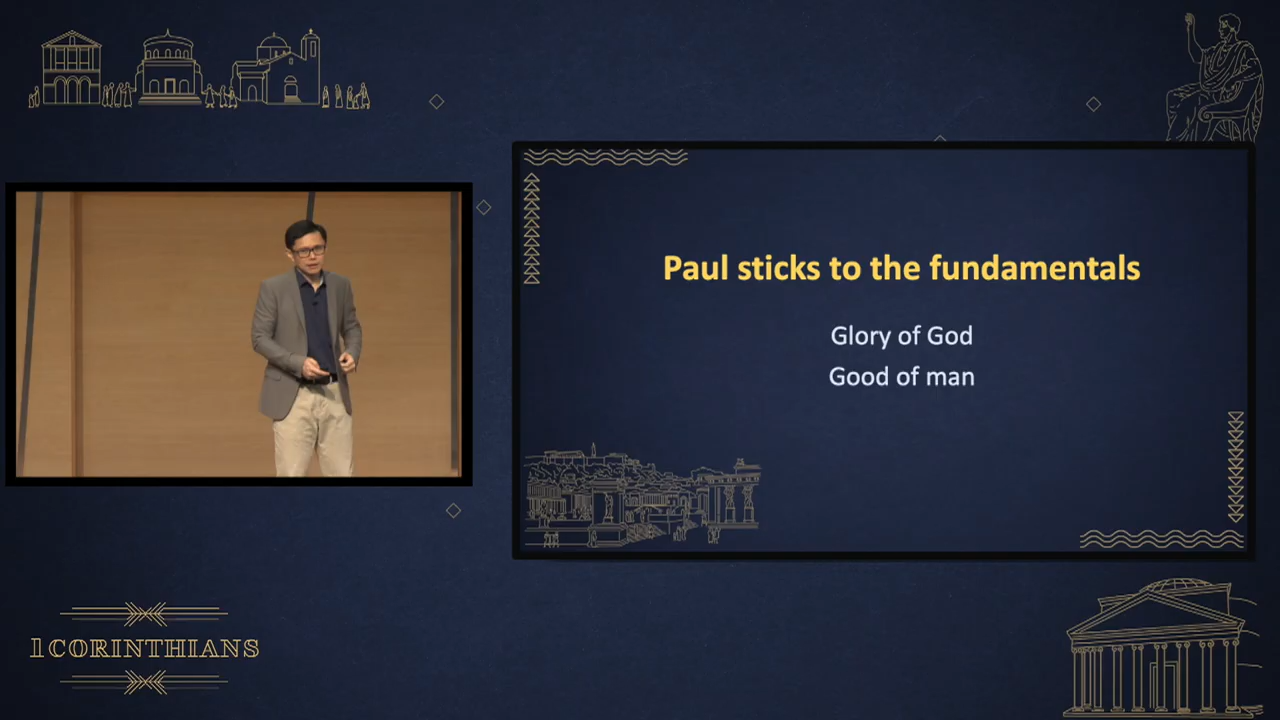 Paul sticks to the fundamentals
Glory of God
Good of man
1CORINTHIANS